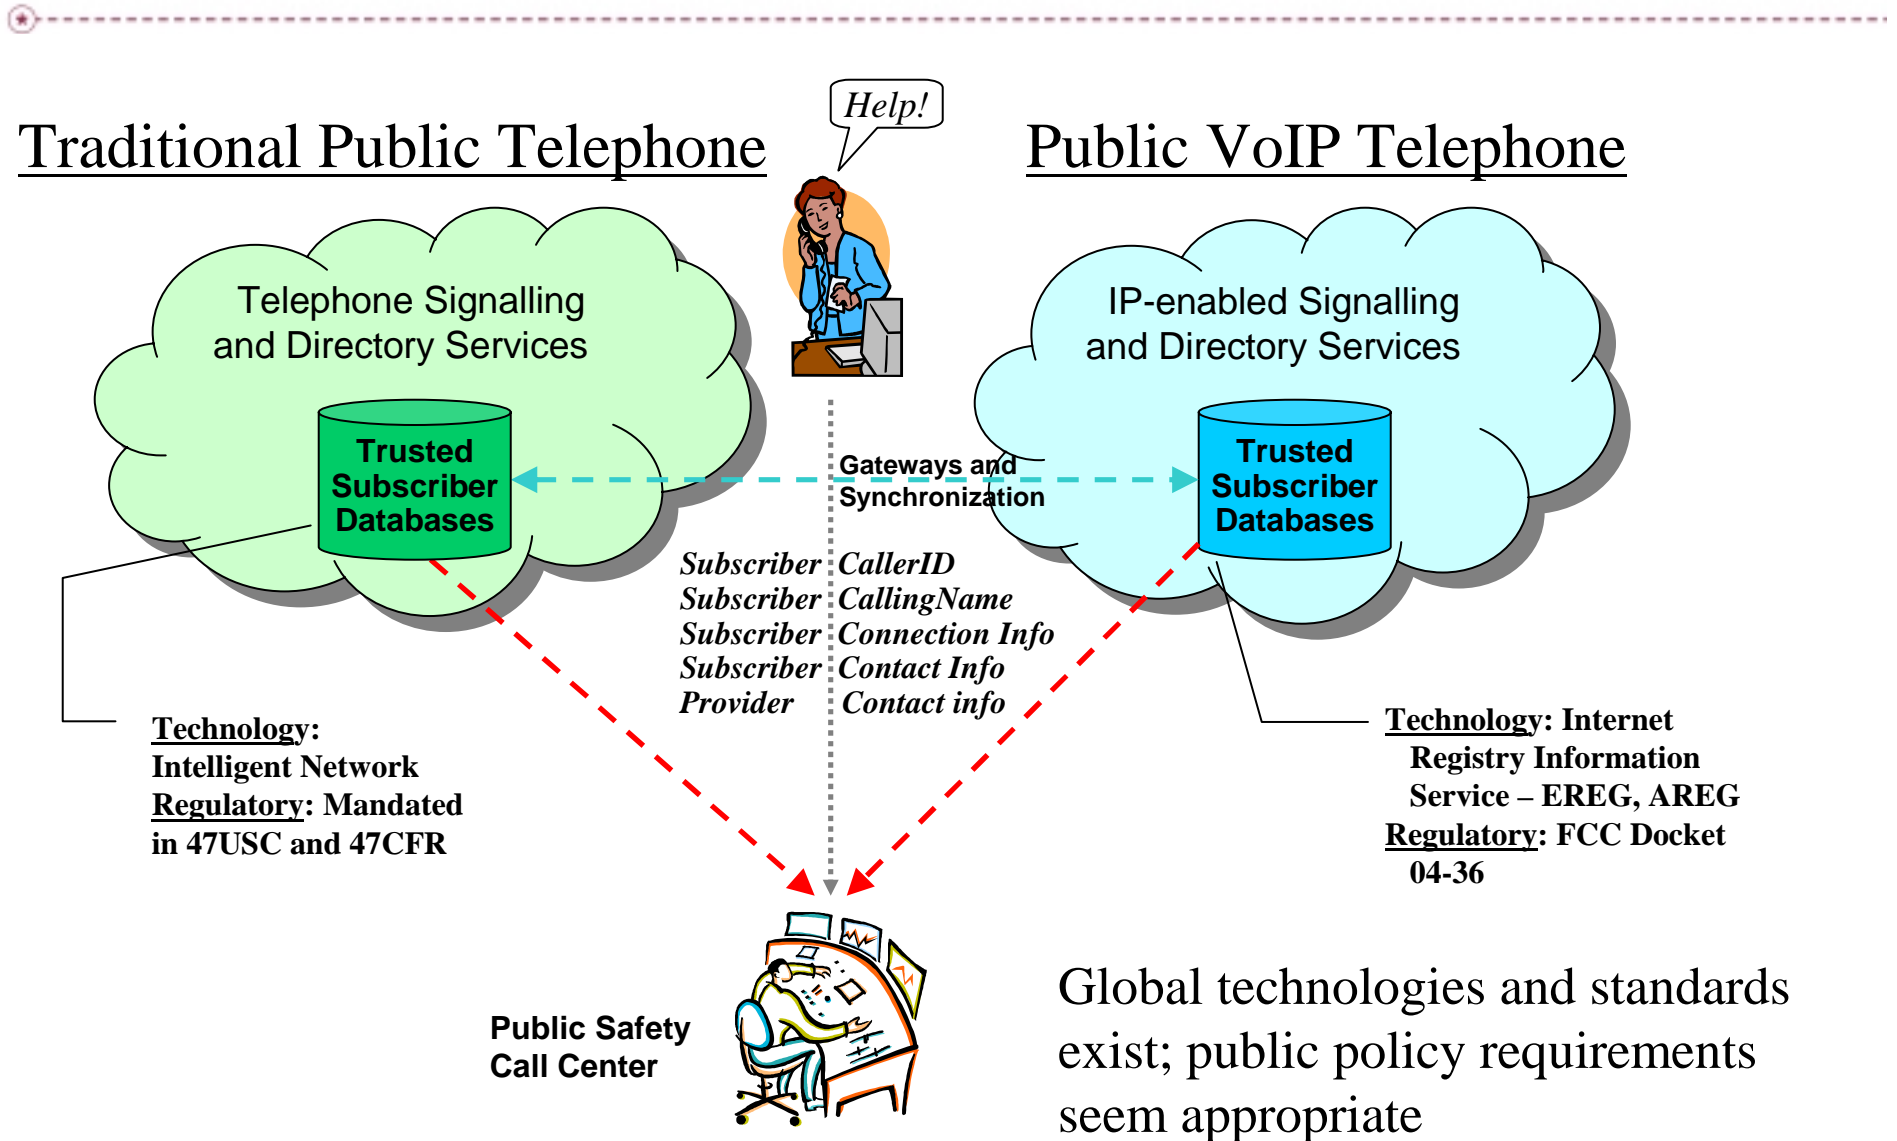 Help!
Traditional Public Telephone
Public VoIP Telephone
Telephone Signalling
and Directory Services
IP-enabled Signalling
and Directory Services
Trusted
Subscriber
Databases
Gateways and
Synchronization
Trusted
Subscriber
Databases
Subscriber CallerID
Subscriber CallingName
Subscriber Connection Info
Subscriber Contact Info
Provider Contact info
Technology:
Intelligent Network
Regulatory: Mandated
in 47USC and 47CFR
Technology: Internet
Registry Information
Service – EREG, AREG
Regulatory: FCC Docket
04-36
Public Safety
Call Center
Global technologies and standards
exist; public policy requirements
seem appropriate